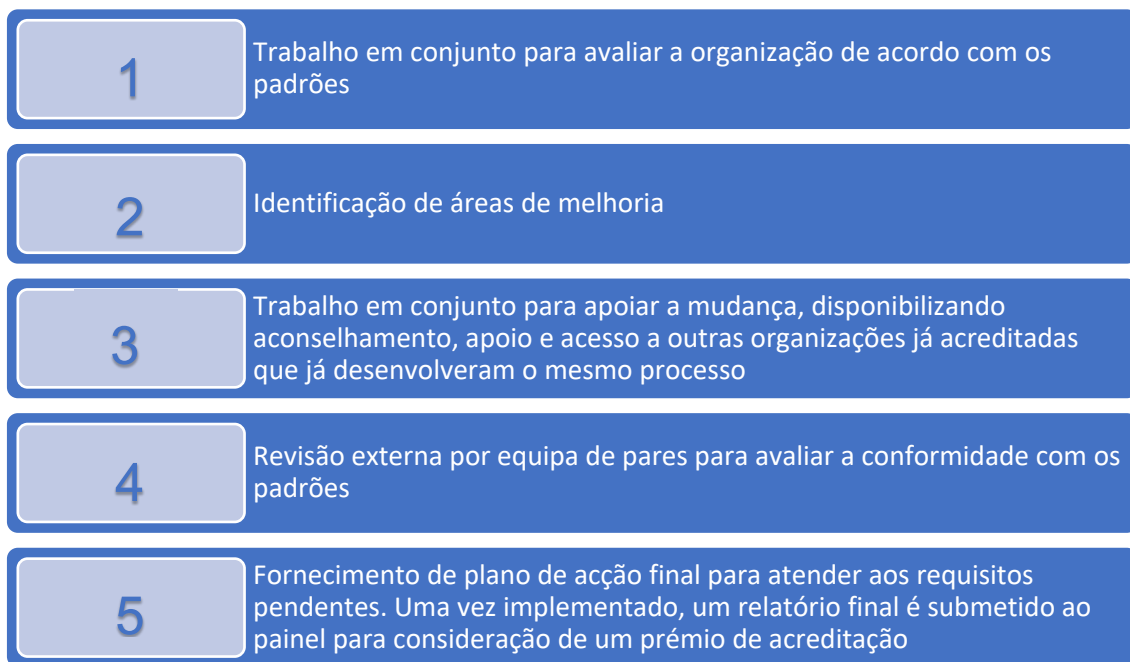 1
Trabalho em conjunto para avaliar a organização de acordo com os
padrões
2
Identificação de áreas de melhoria
3
Trabalho em conjunto para apoiar a mudança, disponibilizando
aconselhamento, apoio e acesso a outras organizações já acreditadas
que já desenvolveram o mesmo processo
4
Revisão externa por equipa de pares para avaliar a conformidade com os
padrões
5
Fornecimento de plano de acção final para atender aos requisitos
pendentes. Uma vez implementado, um relatório final é submetido ao
painel para consideração de um prémio de acreditação